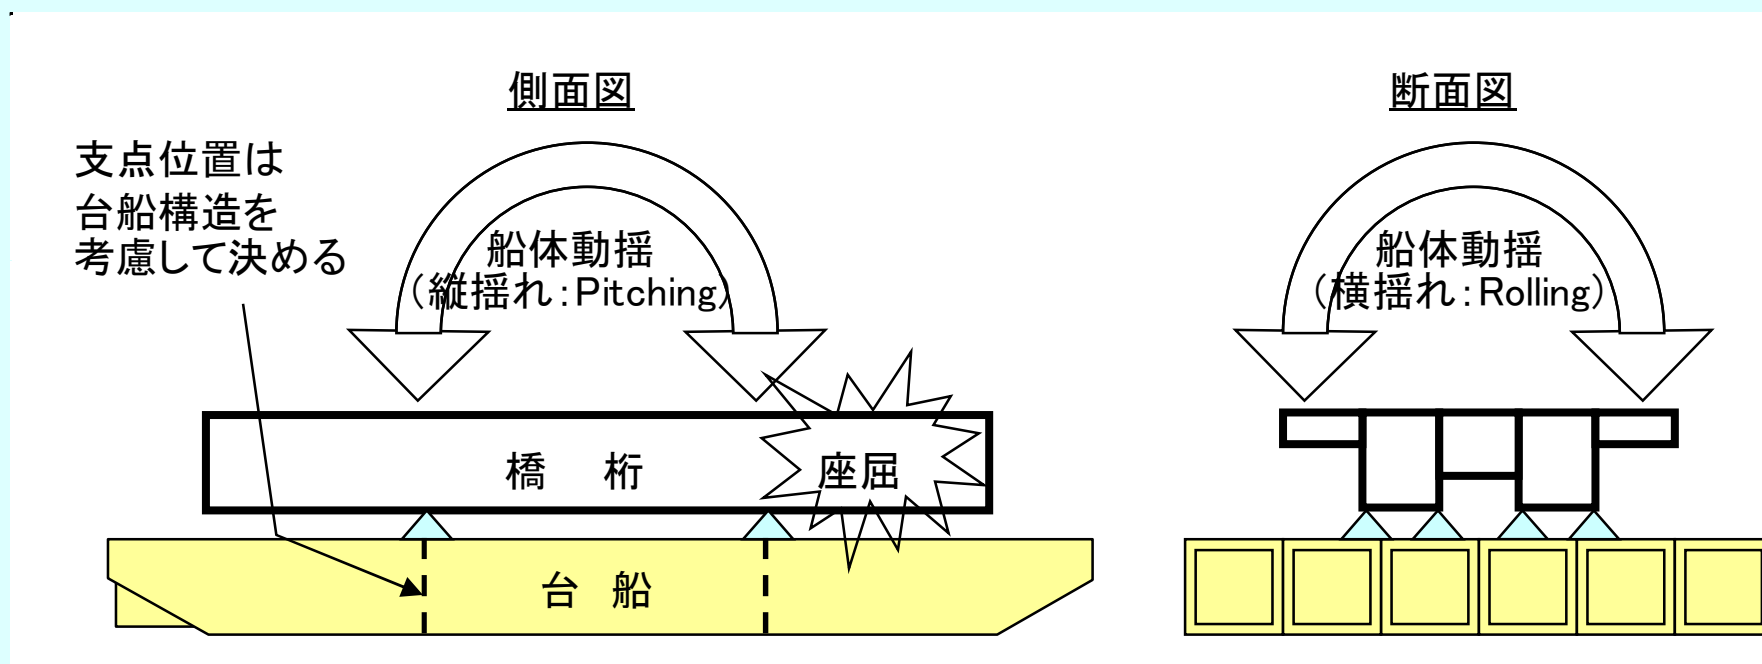 側面図
支点位置は
台船構造を
考慮して決める
船体動揺
（縦揺れ：Pitching）
橋 桁
座屈
台 船
断面図
船体動揺
（横揺れ：Rolling）